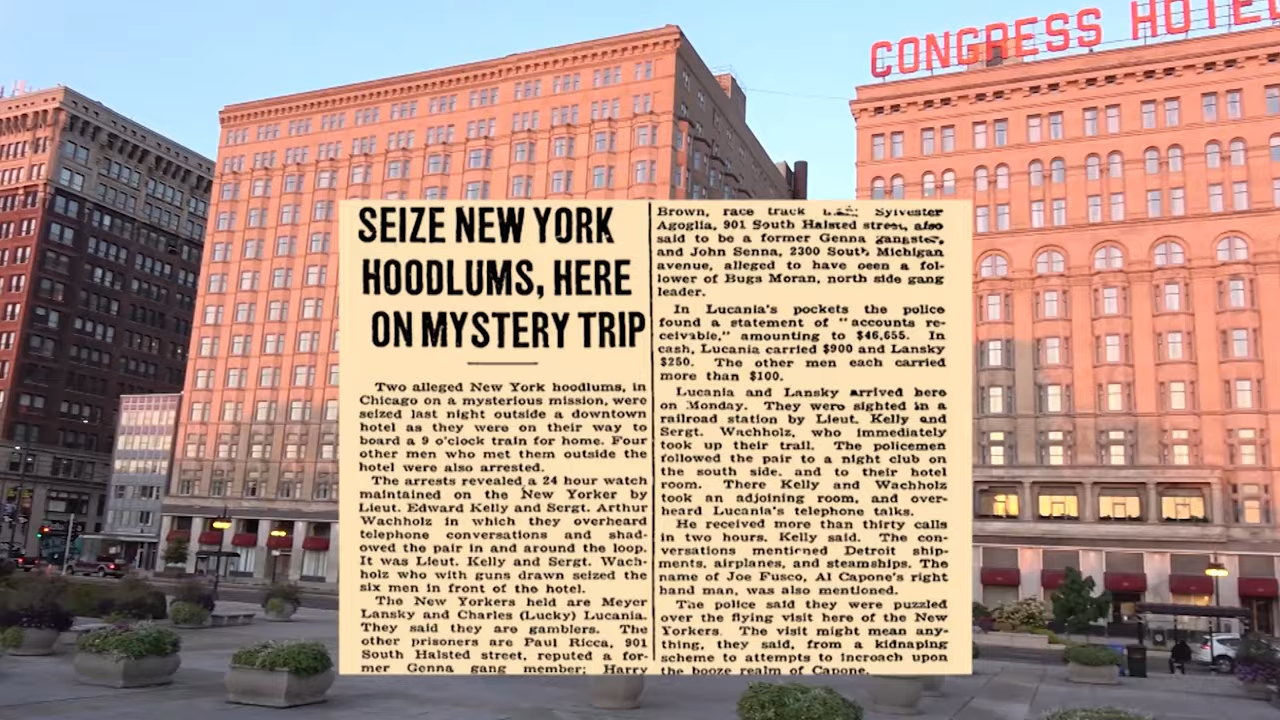 CONGRESS HOTEL
SEIZE NEW YORK
HOODLUMS, HERE
ON MYSTERY TRIP
Two alleged New York hoodlums, in
Chicago on a mysterious mission, were
seized last night outside a downtown
hotel as they were on their way to
board a 9 o'clock train for home. Four
other men who met them outside the
hotel were also arrested.
The arrests revealed a 24 hour watch
maintained on the New Yorker by
Lieut. Edward Kelly and Sergt. Arthur
Wachholz in which they overheard
telephone conversations and shad-
owed the pair in and around the loop.
It was Lieut. Kelly and Sergt. Wach-
holz who with guns drawn seized the
six men in front of the hotel.
The New Yorkers held are Meyer
Lansky and Charles (Lucky) Lucania.
They said they are gamblers. The
other prisoners are Paul Ricca, 901
South Halsted street, reputed a for-
mer Genna gang member; Harry
Brown, race track Sylvester
Agoglia, 901 South Halsted street, also
said to be a former Genna gangster,
and John Senna, 2300 South Michigan
avenue, alleged to have been a fol-
lower of Bugs Moran, north side gang
leader.
In Lucania's pockets the police
found a statement of "accounts re-
ceivable," amounting to $46,655. In
cash, Lucania carried $900 and Lansky
$250. The other men each carried
more than $100.
Lucania and Lansky arrived here
on Monday. They were sighted in a
railroad station by Lieut. Kelly and
Sergt. Wachholz, who immediately
took up their trail. The policemen
followed the pair to a night club on
the south side, and to their hotel
room. There Kelly and Wachholz
took an adjoining room, and over-
heard Lucania's telephone talks.
He received more than thirty calls
in two hours, Kelly said. The con-
versations mentioned Detroit ship-
ments, airplanes, and steamships. The
name of Joe Fusco, Al Capone's right
hand man, was also mentioned.
The police said they were puzzled
over the flying visit here of the New
Yorkers. The visit might mean any-
thing, they said, from a kidnaping
scheme to attempts to incroach upon
the booze realm of Capone.